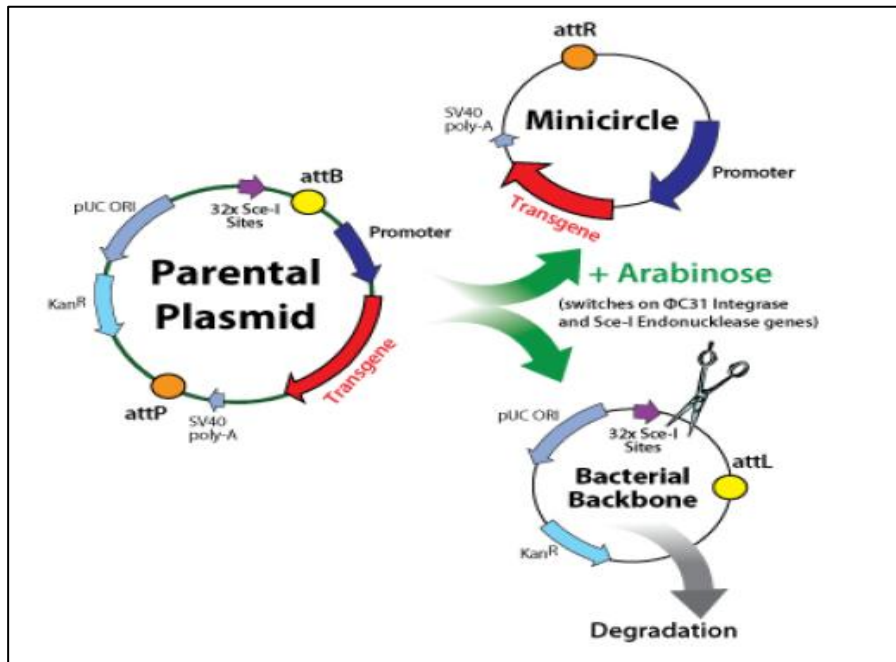 attR
SV40
poly-A
Minicircle
Promoter
Transgene
attB
pUC ORI
32x Sce-I
Sites
Promoter
Parental
Plasmid
KanR
Transgene
attP
SV40
poly-A
+ Arabinose
(switches on ΦC31 Integrase
and Sce-I Endonucklease genes)
pUC ORI
32x Sce-I
Sites
attL
Bacterial
Backbone
KanR
Degradation